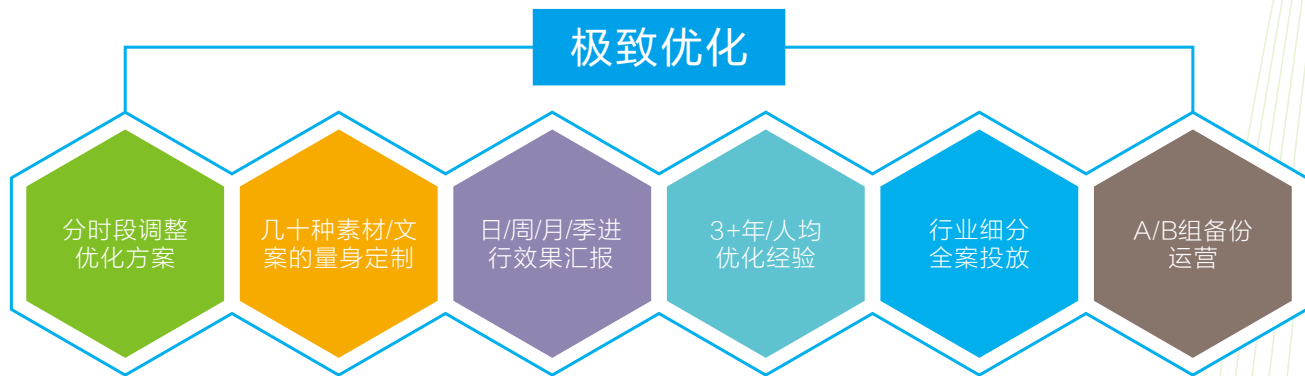 极致优化
分时段调整
优化方案
几十种素材/文
案的量身定制
日/周/月/季进
行效果汇报
3+年/人均
优化经验
行业细分
全案投放
A/B组备份
运营